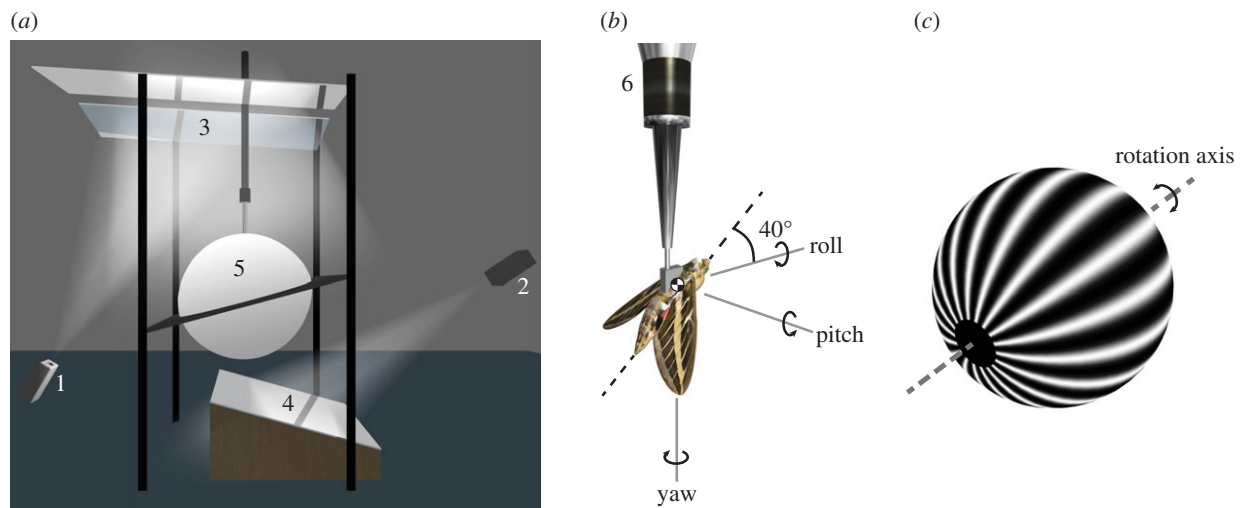 (a)
(b)
(c)
1
2
3
4
5
6
40°
roll
pitch
yaw
rotation axis